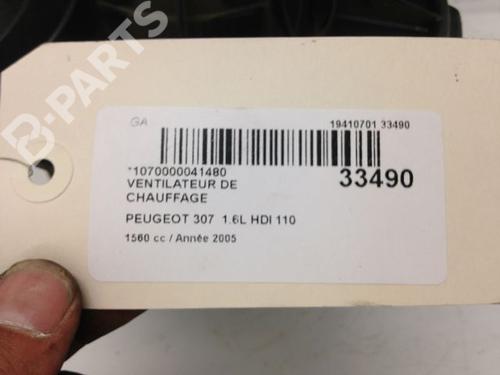 B-PARTS
GA
19410701 33490
*1070000041480
33490
VENTILATEUR DE
CHAUFFAGE
PEUGEOT 307 1.6L HDI 110
1560 cc / Année 2005